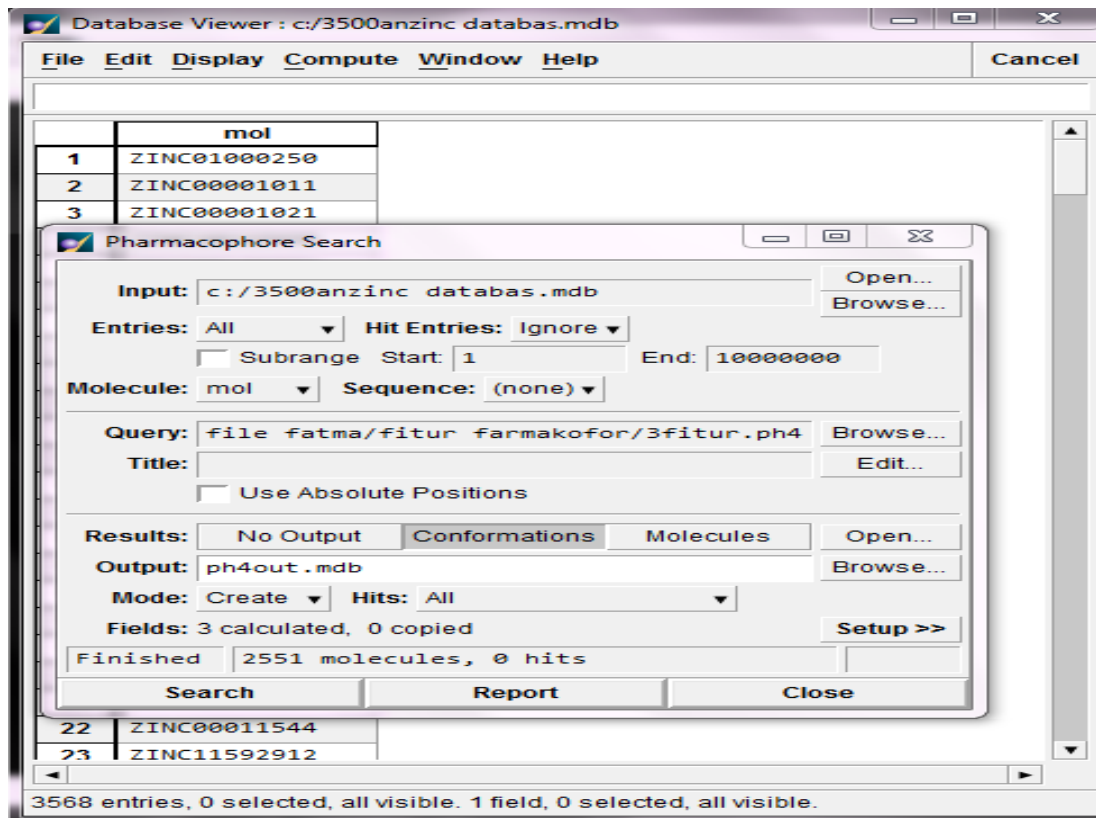 Database Viewer : c:/3500anzinc databas.mdb
File Edit Display Compute Window Help Cancel
mol
1 ZINC01000250
2 ZINC00001011
3 ZINC00001021
Pharmacophore Search
Input: c:/3500anzinc databas.mdb Open...
Browse...
Entries: All Hit Entries: Ignore
Subrange Start: 1 End: 10000000
Molecule: mol Sequence: (none)
Query: file fatma/fitur farmakofor/3fitur.ph4 Browse...
Title: Edit...
Use Absolute Positions
Results: No Output Conformations Molecules Open...
Output: ph4out.mdb Browse...
Mode: Create Hits: All
Fields: 3 calculated, 0 copied Setup >>
Finished 2551 molecules, 0 hits
Search Report Close
22 ZINC00011544
23 ZINC11592912
3568 entries, 0 selected, all visible. 1 field, 0 selected, all visible.